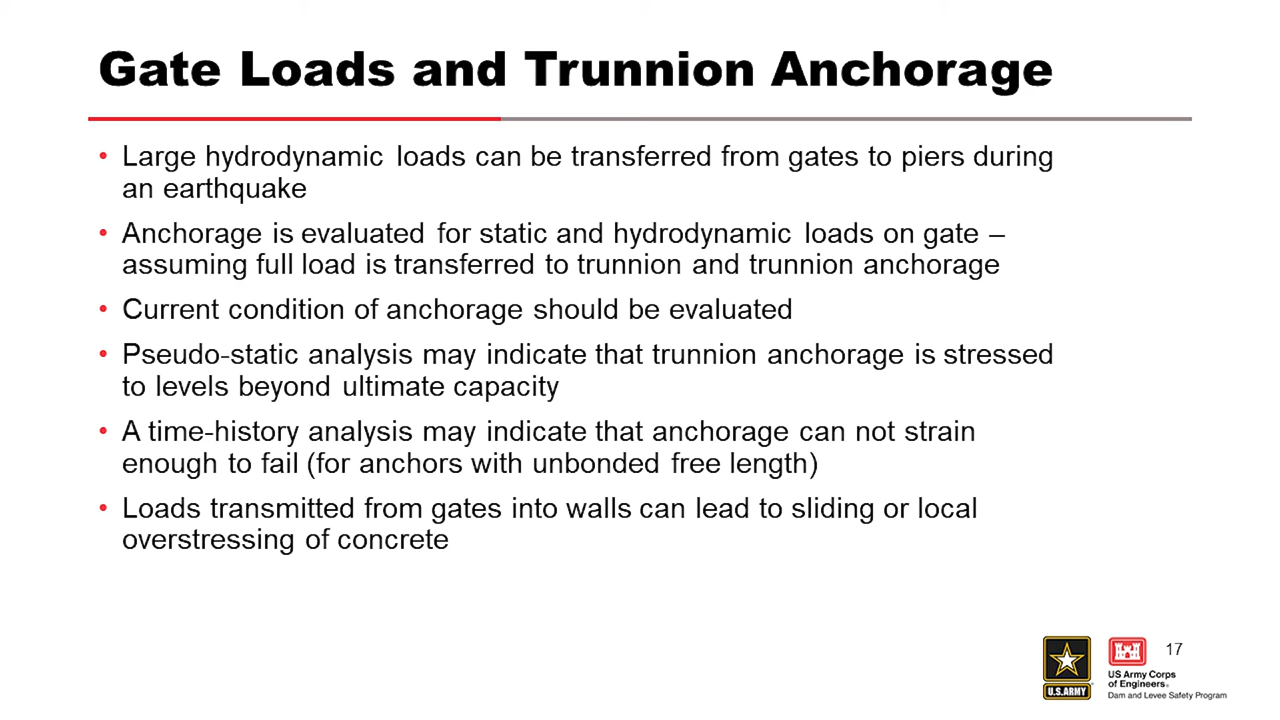 Gate Loads and Trunnion Anchorage
• Large hydrodynamic loads can be transferred from gates to piers during
an earthquake
• Anchorage is evaluated for static and hydrodynamic loads on gate –
assuming full load is transferred to trunnion and trunnion anchorage
• Current condition of anchorage should be evaluated
• Pseudo-static analysis may indicate that trunnion anchorage is stressed
to levels beyond ultimate capacity
• A time-history analysis may indicate that anchorage can not strain
enough to fail (for anchors with unbonded free length)
• Loads transmitted from gates into walls can lead to sliding or local
overstressing of concrete
17
U.S.ARMY
US Army Corps
of Engineers®
Dam and Levee Safety Program